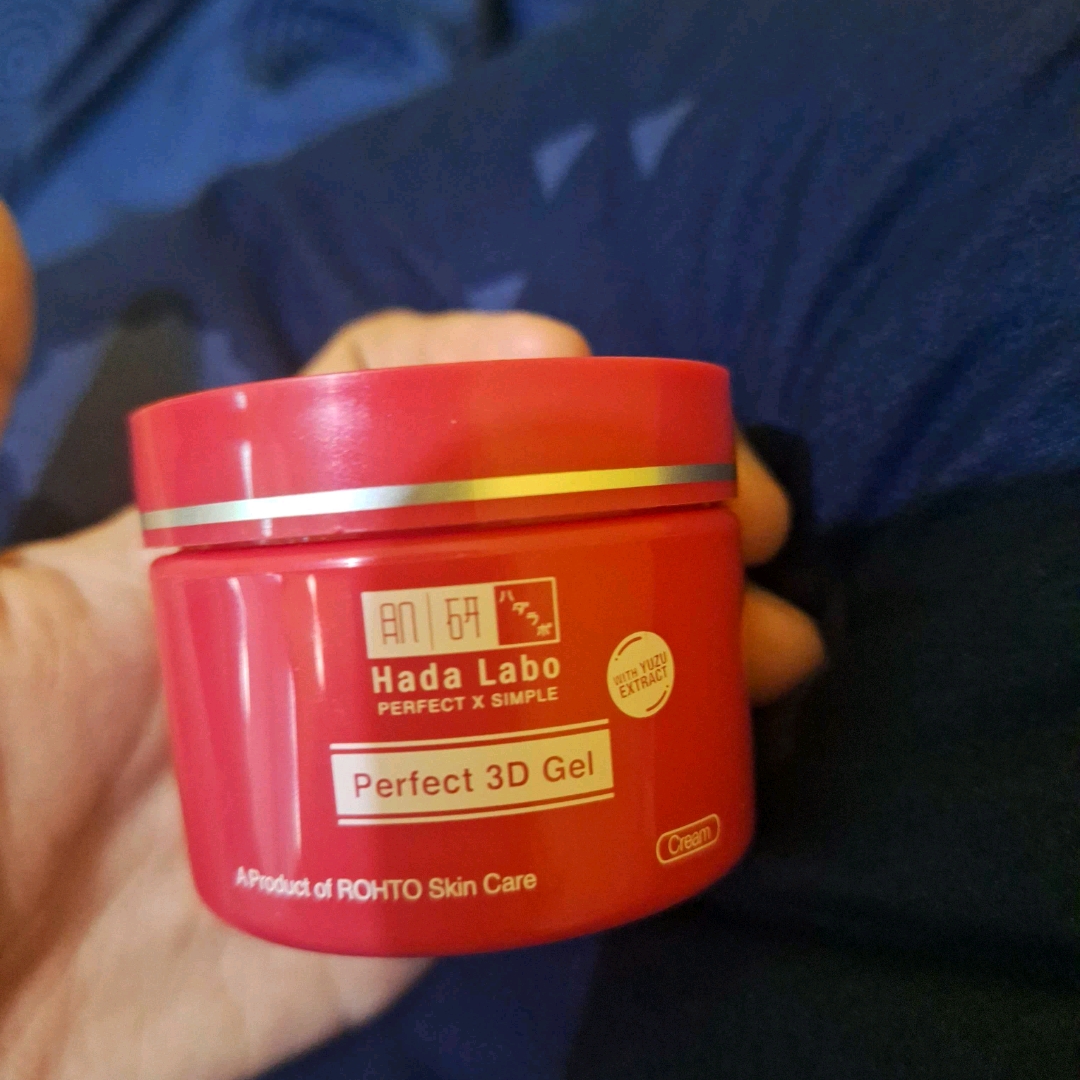 肌 研 ハダラボ
Hada Labo
PERFECT X SIMPLE
WITH YUZU
EXTRACT
Perfect 3D Gel
Cream
A Product of ROHTO Skin Care